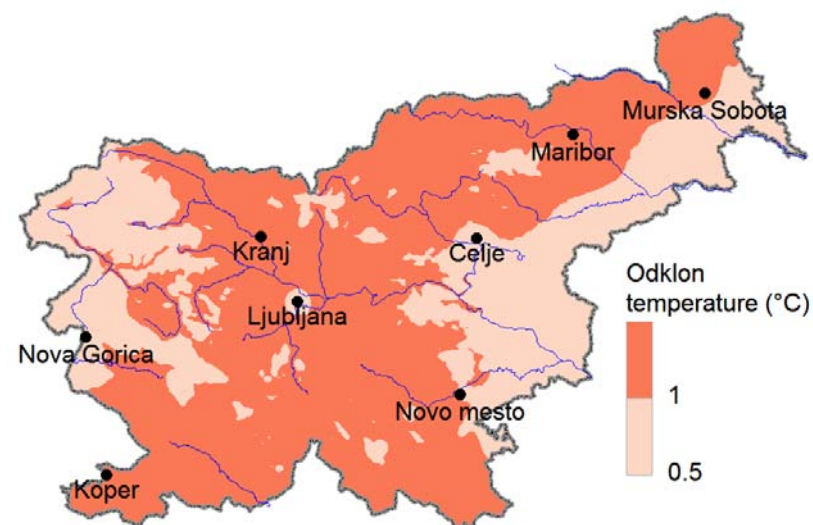 Murska Sobota
Maribor
Kranj
Celje
Ljubljana
Nova Gorica
Novo mesto
Koper
Odklon
temperature (°C)
1
0.5